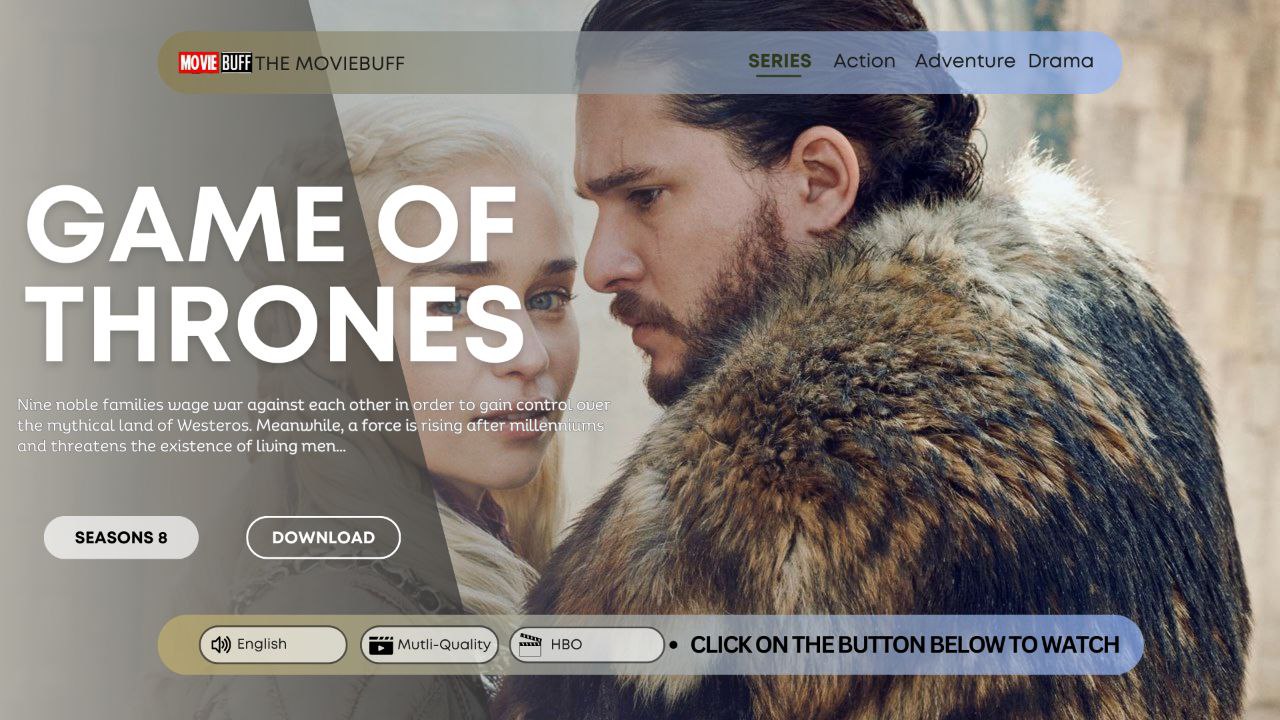 MOVIE BUFF THE MOVIEBUFF
SERIES Action Adventure Drama
GAME OF
THRONES
Nine noble families wage war against each other in order to gain control over
the mythical land of Westeros. Meanwhile, a force is rising after millenniums
and threatens the existence of living men...
SEASONS 8 DOWNLOAD
English Mutli-Quality HBO • CLICK ON THE BUTTON BELOW TO WATCH